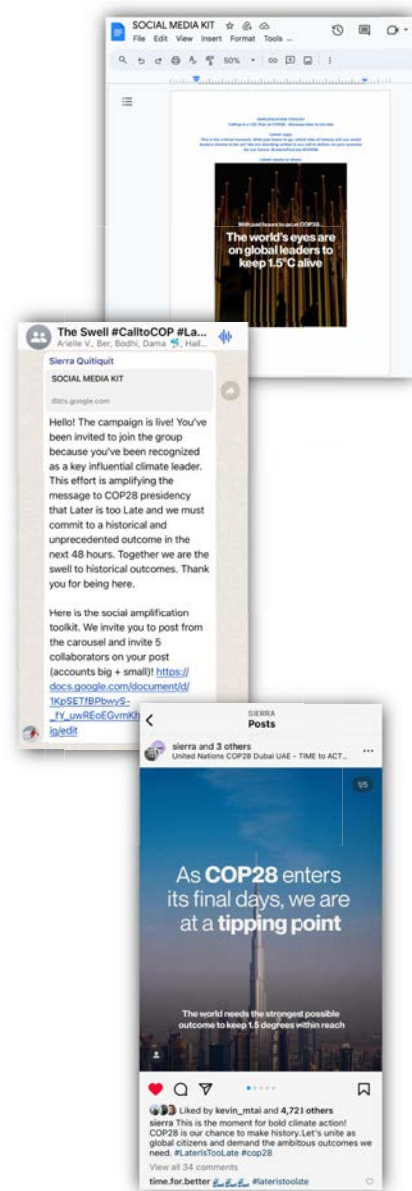 SOCIAL MEDIA KIT
File Edit View Insert Format Tools ...
50%
AMPLIFICATION TOOLKIT
With just hours to go at COP28...
The world's eyes are
on global leaders to
keep 1.5°C alive
The Swell #CalltoCOP #La...
Arielle V., Ber, Bodhi, Dama 🐬, Hail...
Sierra Quitiquit
SOCIAL MEDIA KIT
docs.google.com
Hello! The campaign is live! You've
been invited to join the group
because you've been recognized
as a key influential climate leader.
This effort is amplifying the
message to COP28 presidency
that Later is too Late and we must
commit to a historical and
unprecedented outcome in the
next 48 hours. Together we are the
swell to historical outcomes. Thank
you for being here.
Here is the social amplification
toolkit. We invite you to post from
the carousel and invite 5
collaborators on your post
(accounts big + small)! https://
docs.google.com/document/d/
1KpSETfBPbwyS-
_fY_uwREoEGvmKh
ig/edit
SIERRA
Posts
sierra and 3 others
United Nations COP28 Dubai UAE - TIME to ACT...
1/5
As COP28 enters
its final days, we are
at a tipping point
The world needs the strongest possible
outcome to keep 1.5 degrees within reach
Liked by kevin_mtai and 4,721 others
sierra This is the moment for bold climate action!
COP28 is our chance to make history. Let's unite as
global citizens and demand the ambitious outcomes we
need. #LaterIsTooLate #cop28
View all 34 comments
time.for.better #lateristoolate